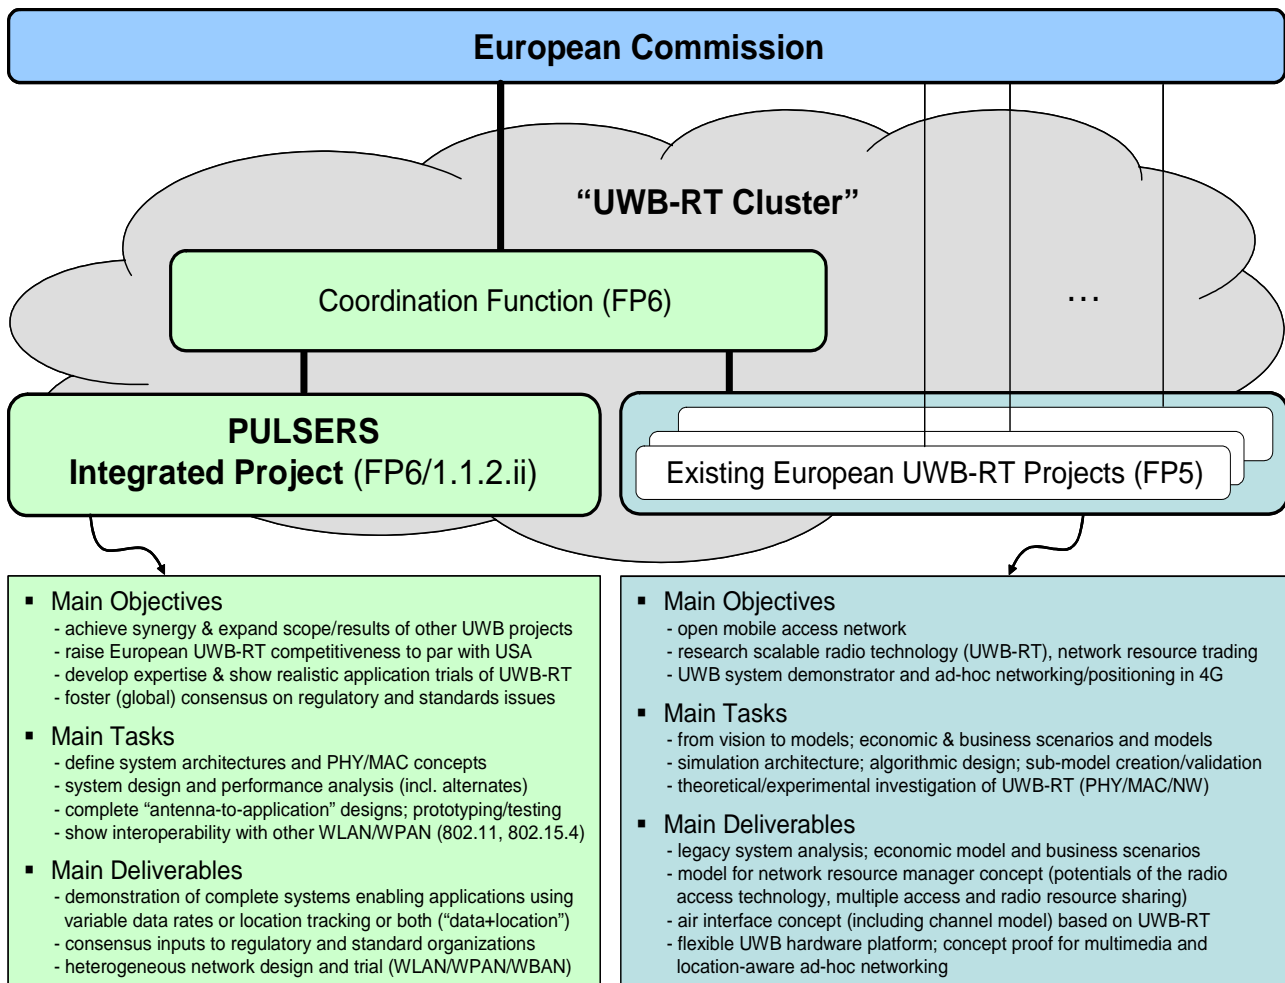 European Commission
“UWB-RT Cluster”
Coordination Function (FP6)
...
PULSERS
Integrated Project (FP6/1.1.2.ii)
Existing European UWB-RT Projects (FP5)
▪ Main Objectives
- achieve synergy & expand scope/results of other UWB projects
- raise European UWB-RT competitiveness to par with USA
- develop expertise & show realistic application trials of UWB-RT
- foster (global) consensus on regulatory and standards issues
▪ Main Tasks
- define system architectures and PHY/MAC concepts
- system design and performance analysis (incl. alternates)
- complete “antenna-to-application” designs; prototyping/testing
- show interoperability with other WLAN/WPAN (802.11, 802.15.4)
▪ Main Deliverables
- demonstration of complete systems enabling applications using
variable data rates or location tracking or both (“data+location”)
- consensus inputs to regulatory and standard organizations
- heterogeneous network design and trial (WLAN/WPAN/WBAN)
▪ Main Objectives
- open mobile access network
- research scalable radio technology (UWB-RT), network resource trading
- UWB system demonstrator and ad-hoc networking/positioning in 4G
▪ Main Tasks
- from vision to models; economic & business scenarios and models
- simulation architecture; algorithmic design; sub-model creation/validation
- theoretical/experimental investigation of UWB-RT (PHY/MAC/NW)
▪ Main Deliverables
- legacy system analysis; economic model and business scenarios
- model for network resource manager concept (potentials of the radio
access technology, multiple access and radio resource sharing)
- air interface concept (including channel model) based on UWB-RT
- flexible UWB hardware platform; concept proof for multimedia and
location-aware ad-hoc networking